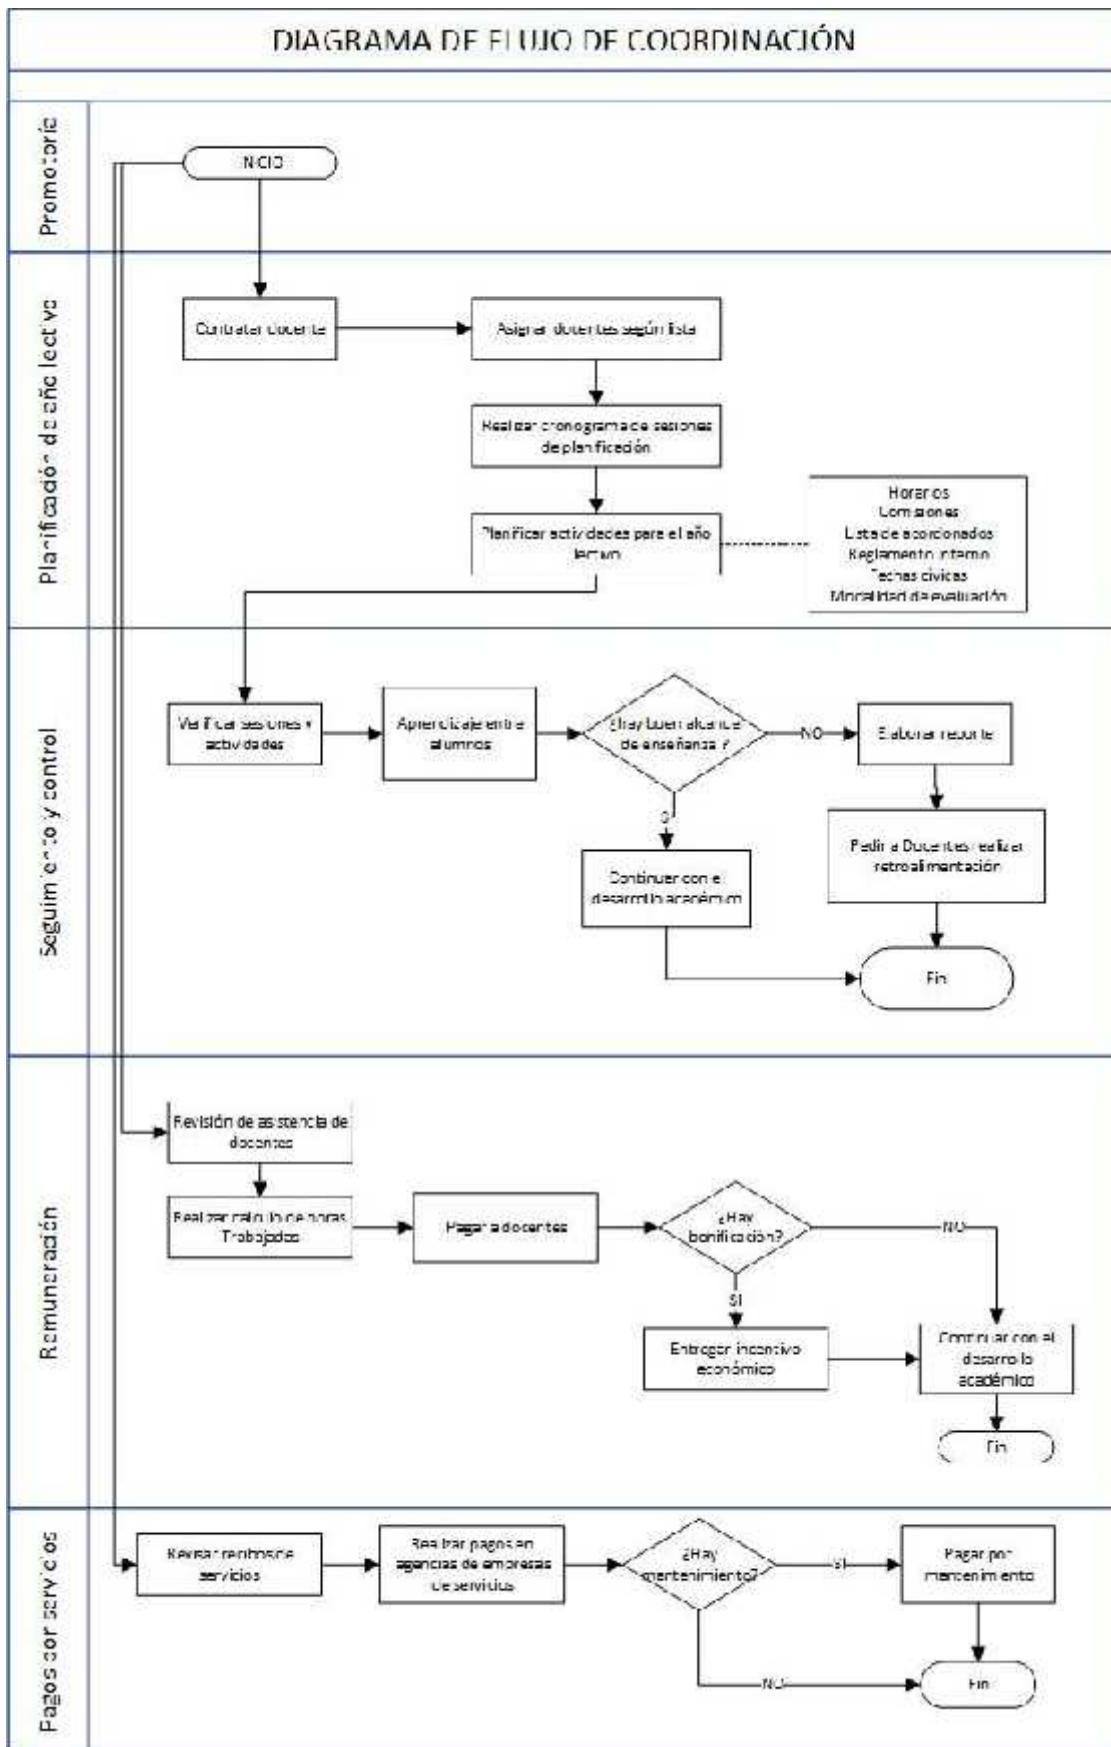 DIAGRAMA DE FLUJO DE COORDINACIÓN
Promotoría
INICIO
Planificación de año lectivo
Contratar docente
Asignar docentes según lista
Realizar cronograma de sesiones
de planificación
Planificar actividades para el año
lectivo
Horarios
Comisiones
Lista de
Reglamento interno
Fechas cívicas
Modalidad de evaluación
Seguimiento y control
Verificar sesiones y
actividades
Aprendizaje entre
alumnos
¿hay buen alcance
de enseñanza?
NO
Elaborar reporte
SI
Pedir a Docentes realizar
retroalimentación
Continuar con el
desarrollo académico
Fin
Remuneración
Revisión de asistencia de
docentes
Realizar calculo de horas
Trabajadas
Pagar a docentes
¿Hay
bonificación?
NO
SI
Entregar incentivo
económico
Continuar con el
desarrollo
académico
Fin
Pagos por servicios
Revisar recibos de
servicios
Realizar pagos en
agencias de empresas
de servicios
¿Hay
mantenimiento?
SI
Pagar por
mantenimiento
NO
Fin